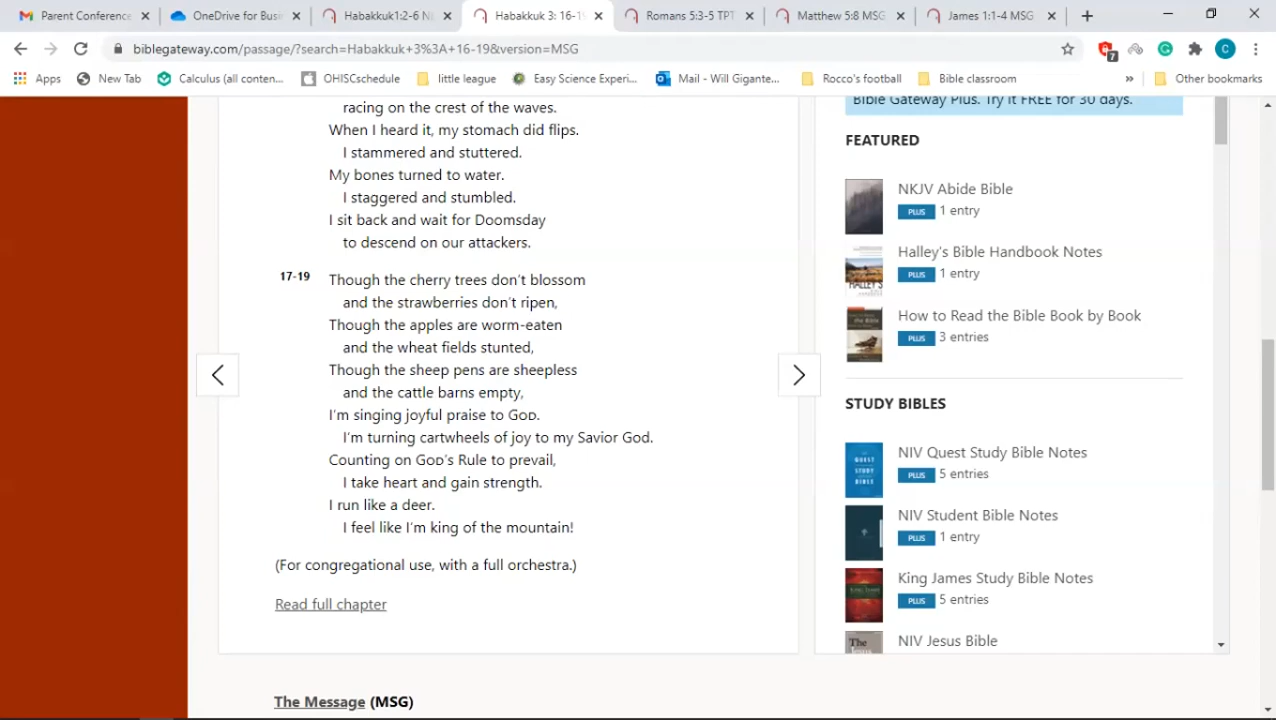 Parent Conference
OneDrive for Busi
Habakkuk1:2-6 N
Habakkuk 3: 16-1
Romans 5:3-5 TPT
Matthew 5:8 MSG
James 1:1-4 MSG
biblegateway.com/passage/?search=Habakkuk+3%3A+16-19&version=MSG
7
C
Apps
New Tab
Calculus (all conten...
OHISCschedule
little league
Easy Science Experi...
Mail - Will Gigante...
Rocco's football
Bible classroom
»
Other bookmarks
racing on the crest of the waves.
When I heard it, my stomach did flips.
I stammered and stuttered.
My bones turned to water.
I staggered and stumbled.
I sit back and wait for Doomsday
to descend on our attackers.
17-19 Though the cherry trees don't blossom
and the strawberries don't ripen,
Though the apples are worm-eaten
and the wheat fields stunted,
Though the sheep pens are sheepless
and the cattle barns empty,
I'm singing joyful praise to GOD.
I'm turning cartwheels of joy to my Savior God.
Counting on GOD's Rule to prevail,
I take heart and gain strength.
I run like a deer.
I feel like I'm king of the mountain!
(For congregational use, with a full orchestra.)
Read full chapter
The Message (MSG)
Bible Gateway Plus. Try it FREE for 30 days.
FEATURED
NKJV Abide Bible
PLUS 1 entry
Halley's Bible Handbook Notes
PLUS 1 entry
How to Read the Bible Book by Book
PLUS 3 entries
STUDY BIBLES
NIV Quest Study Bible Notes
QUEST
STUDY
BIBLE
PLUS 5 entries
NIV Student Bible Notes
PLUS 1 entry
King James Study Bible Notes
PLUS 5 entries
NIV Jesus Bible
The